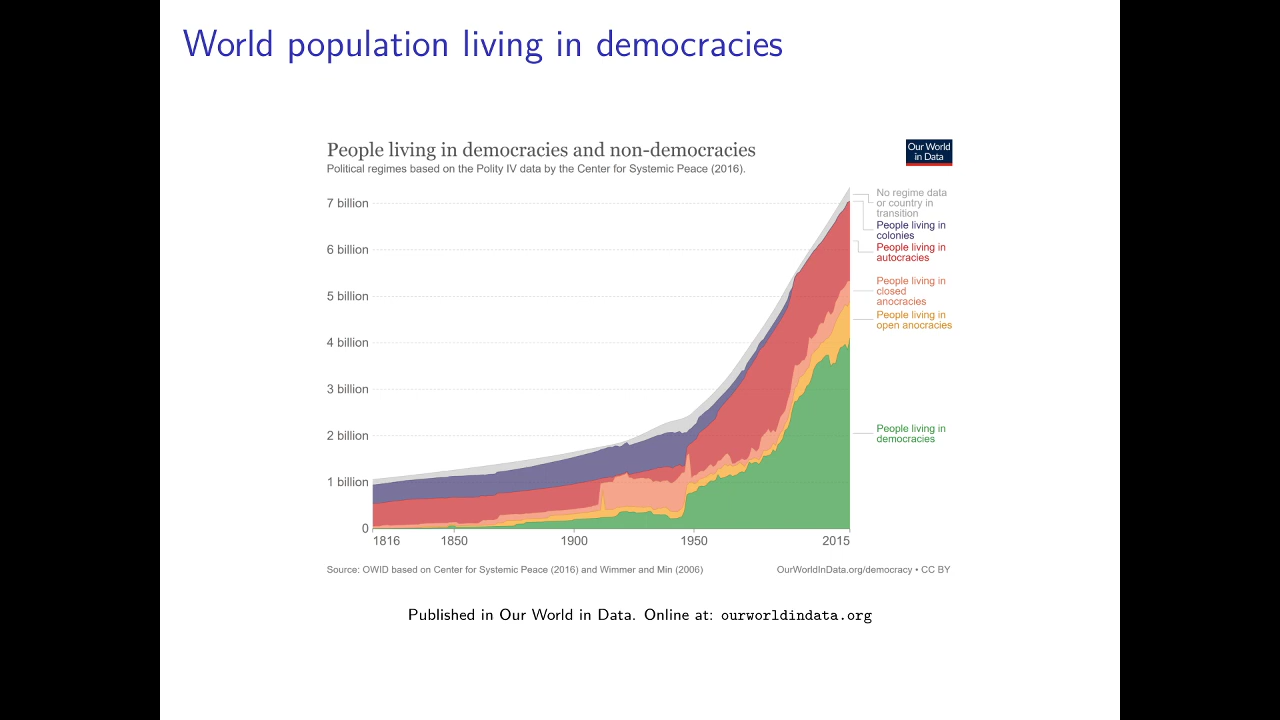 World population living in democracies
People living in democracies and non-democracies
Political regimes based on the Polity IV data by the Center for Systemic Peace (2016).
Our World
in Data
7 billion
6 billion
5 billion
4 billion
3 billion
2 billion
1 billion
0
1816
1850
1900
1950
2015
No regime data
or country in
transition
People living in
colonies
People living in
autocracies
People living in
closed
anocracies
People living in
open anocracies
People living in
democracies
Source: OWID based on Center for Systemic Peace (2016) and Wimmer and Min (2006)
OurWorldInData.org/democracy • CC BY
Published in Our World in Data. Online at: ourworldindata.org